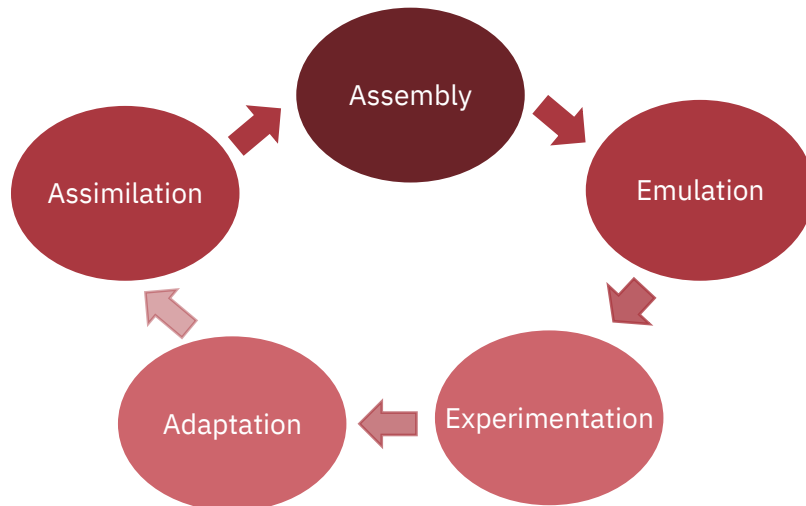 Assembly
Emulation
Experimentation
Adaptation
Assimilation